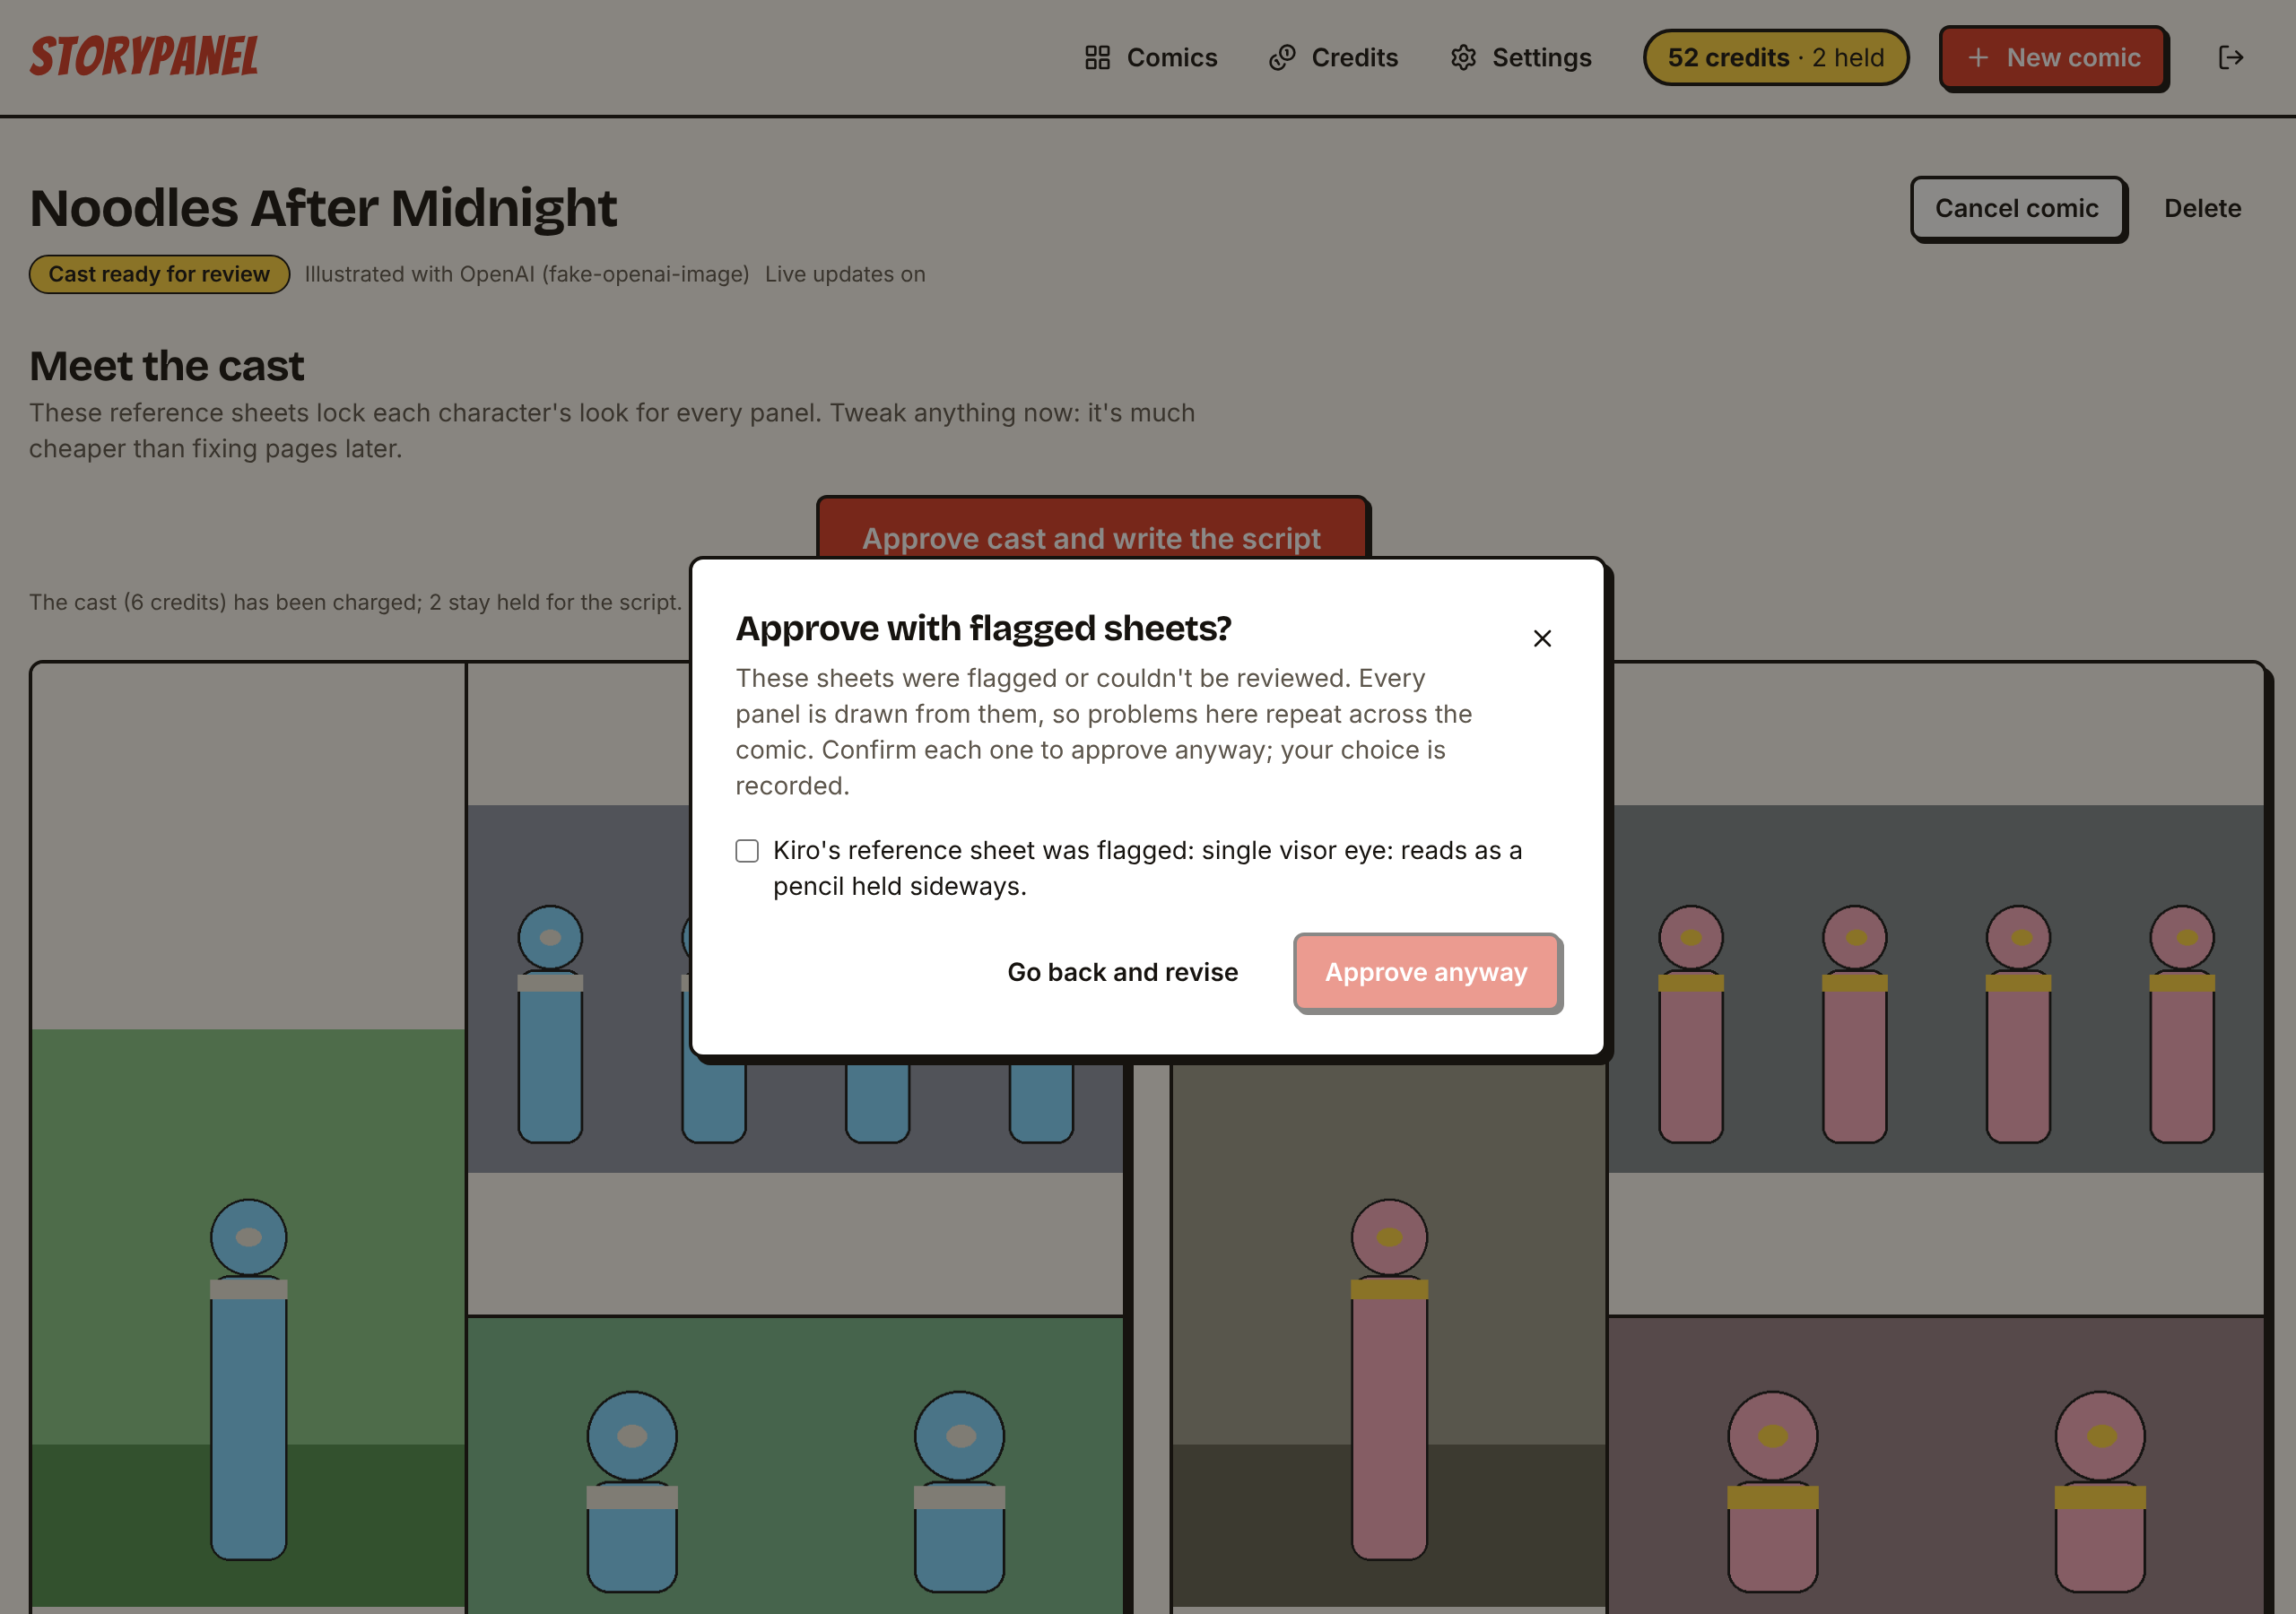 STORYPANEL
Comics
Credits
Settings
52 credits · 2 held
+ New comic
Noodles After Midnight
Cancel comic
Delete
Cast ready for review
Illustrated with OpenAI (fake-openai-image)
Live updates on
Meet the cast
These reference sheets lock each character's look for every panel. Tweak anything now: it's much
cheaper than fixing pages later.
Approve cast and write the script
The cast (6 credits) has been charged; 2 stay held for the script.
Approve with flagged sheets?
These sheets were flagged or couldn't be reviewed. Every
panel is drawn from them, so problems here repeat across the
comic. Confirm each one to approve anyway; your choice is
recorded.
Kiro's reference sheet was flagged: single visor eye: reads as a
pencil held sideways.
Go back and revise
Approve anyway